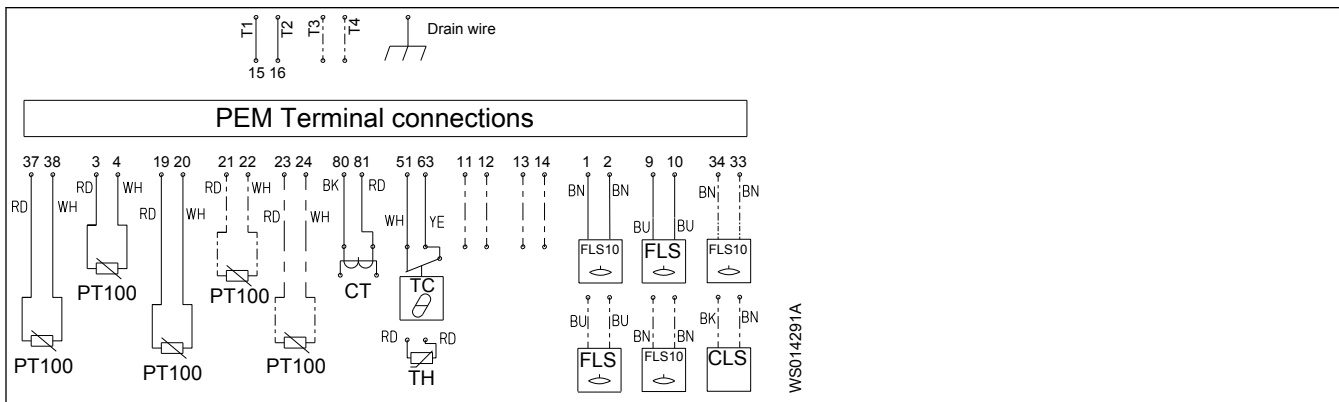 T1 T2 T3 T4 Drain wire
15 16
PEM Terminal connections
37 38 3 4 19 20 21 22 23 24 80 81 51 63 11 12 13 14 1 2 9 10 34 33
RD WH RD WH RD WH RD WH RD WH BK RD WH YE BN BN BU BU BN BN
PT100 PT100 PT100 PT100 PT100 CT TC FLS10 FLS FLS10
RD RD BU BU BN BN BK BN
TH FLS FLS10 CLS
WS014291A